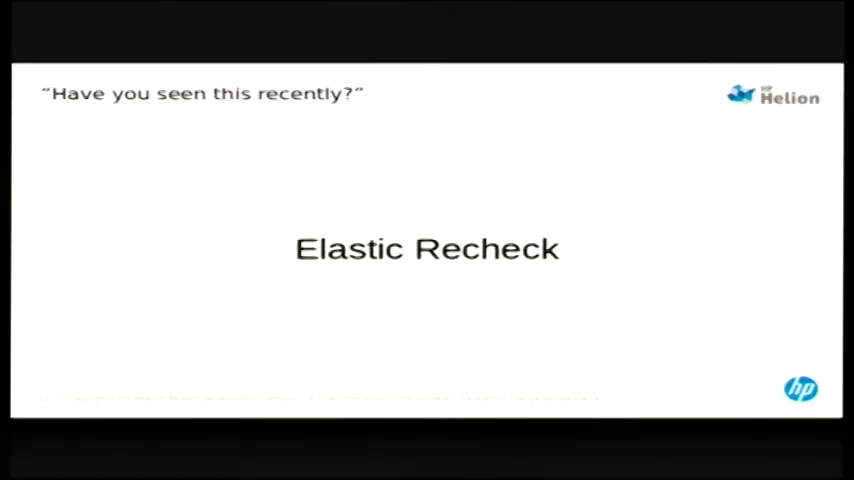 “Have you seen this recently?”
HP
Helion
Elastic Recheck
hp